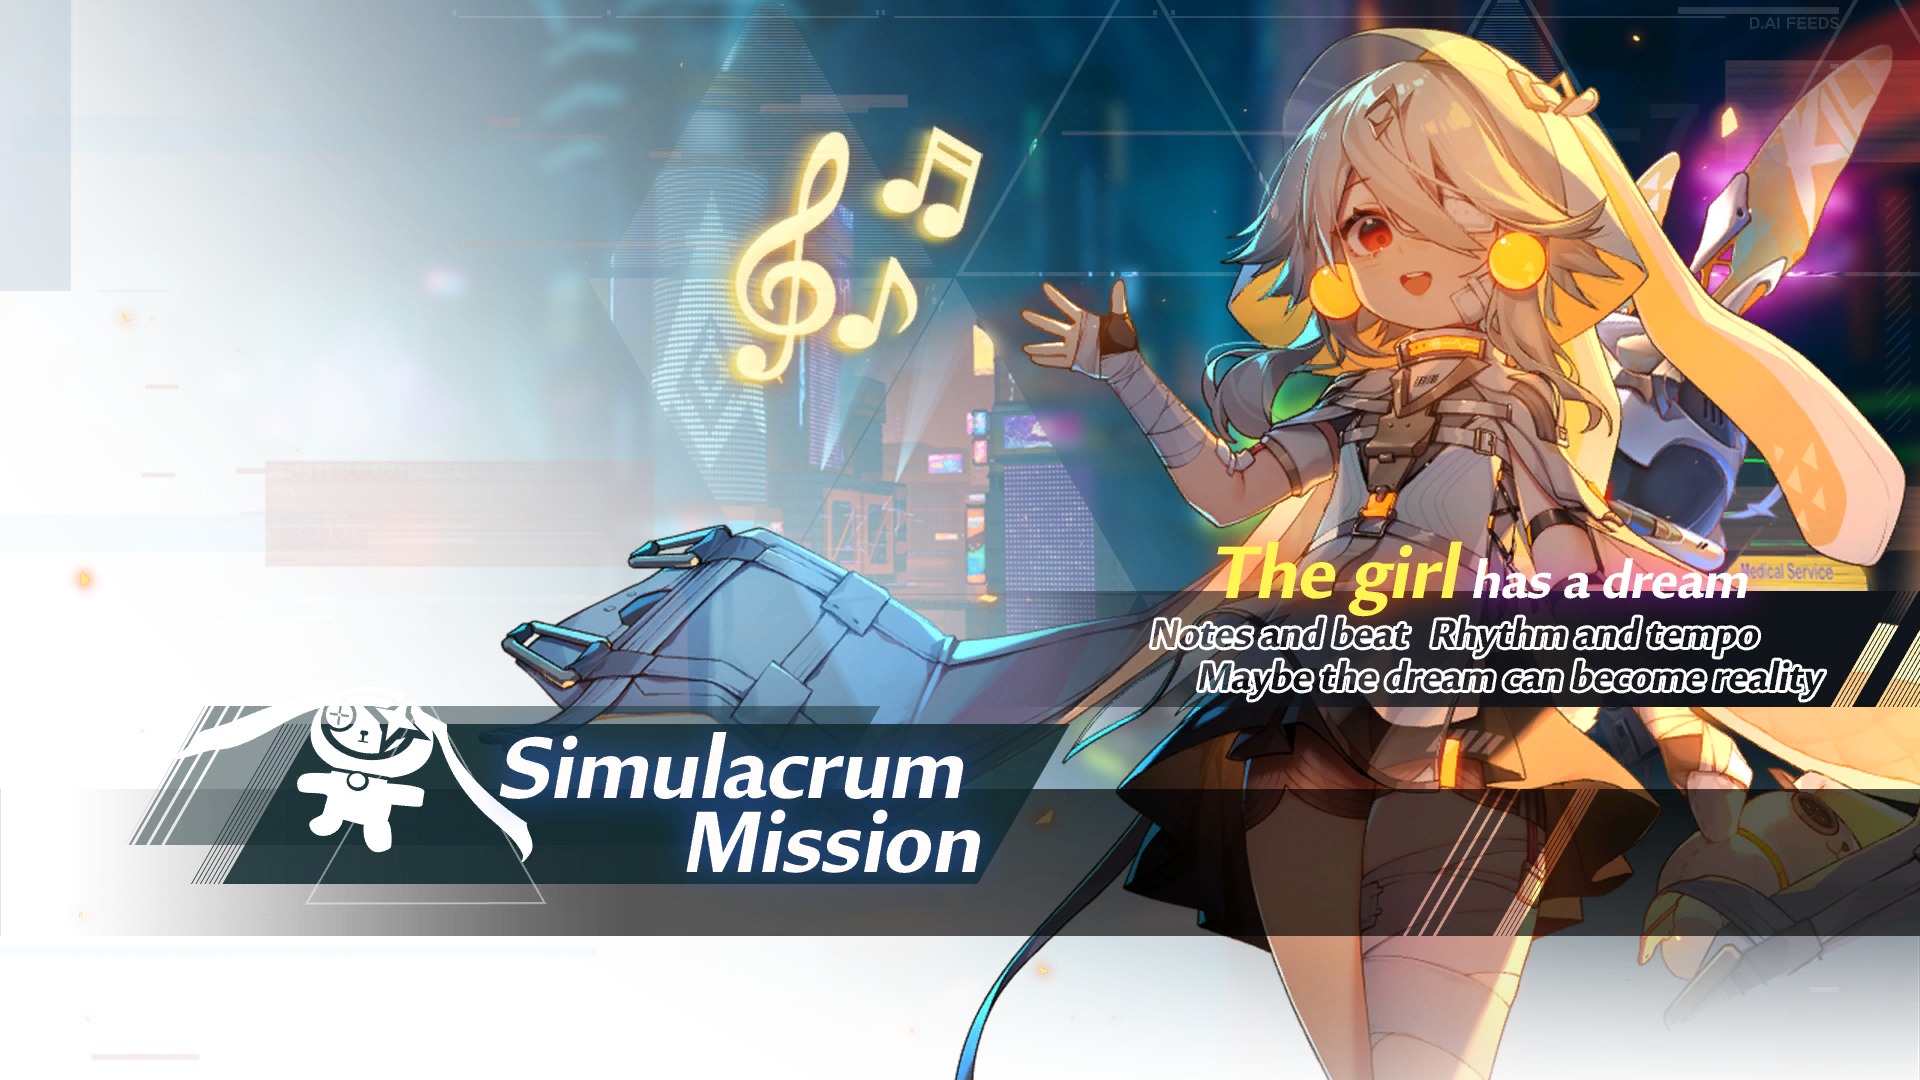 D.AI FEEDS
KILL
The girl has a dream
Medical Service
Notes and beat Rhythm and tempo
Maybe the dream can become reality
Simulacrum
Mission